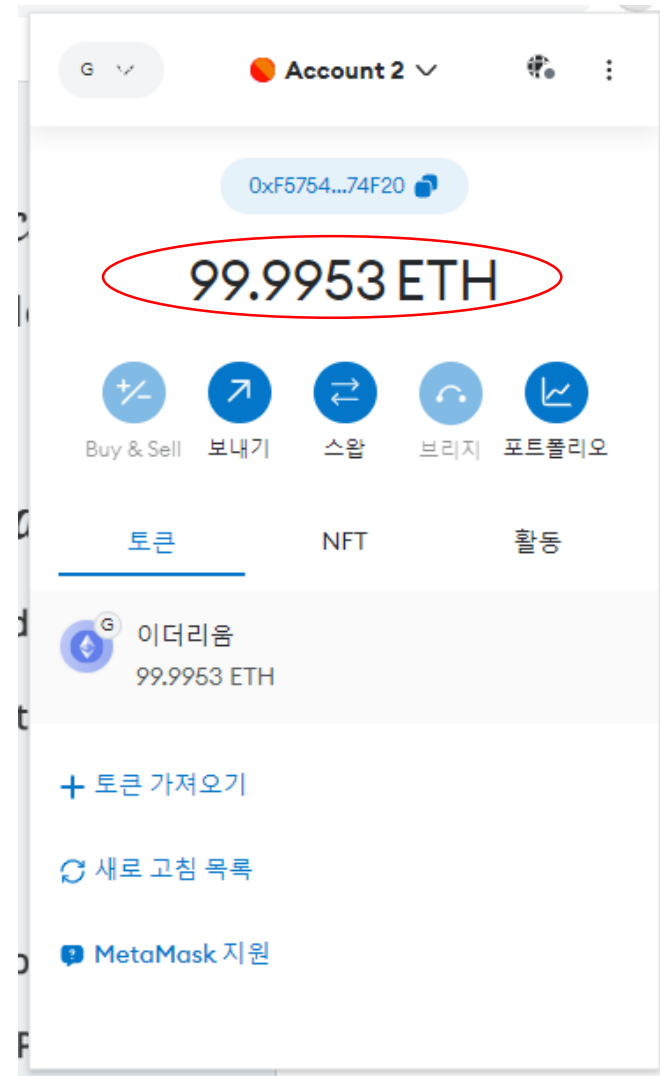 G
Account 2
0xF5754...74F20
99.9953 ETH
Buy & Sell 보내기 스왑 브리지 포트폴리오
토큰 NFT 활동
G
이더리움
99.9953 ETH
토큰 가져오기
새로 고침 목록
MetaMask 지원